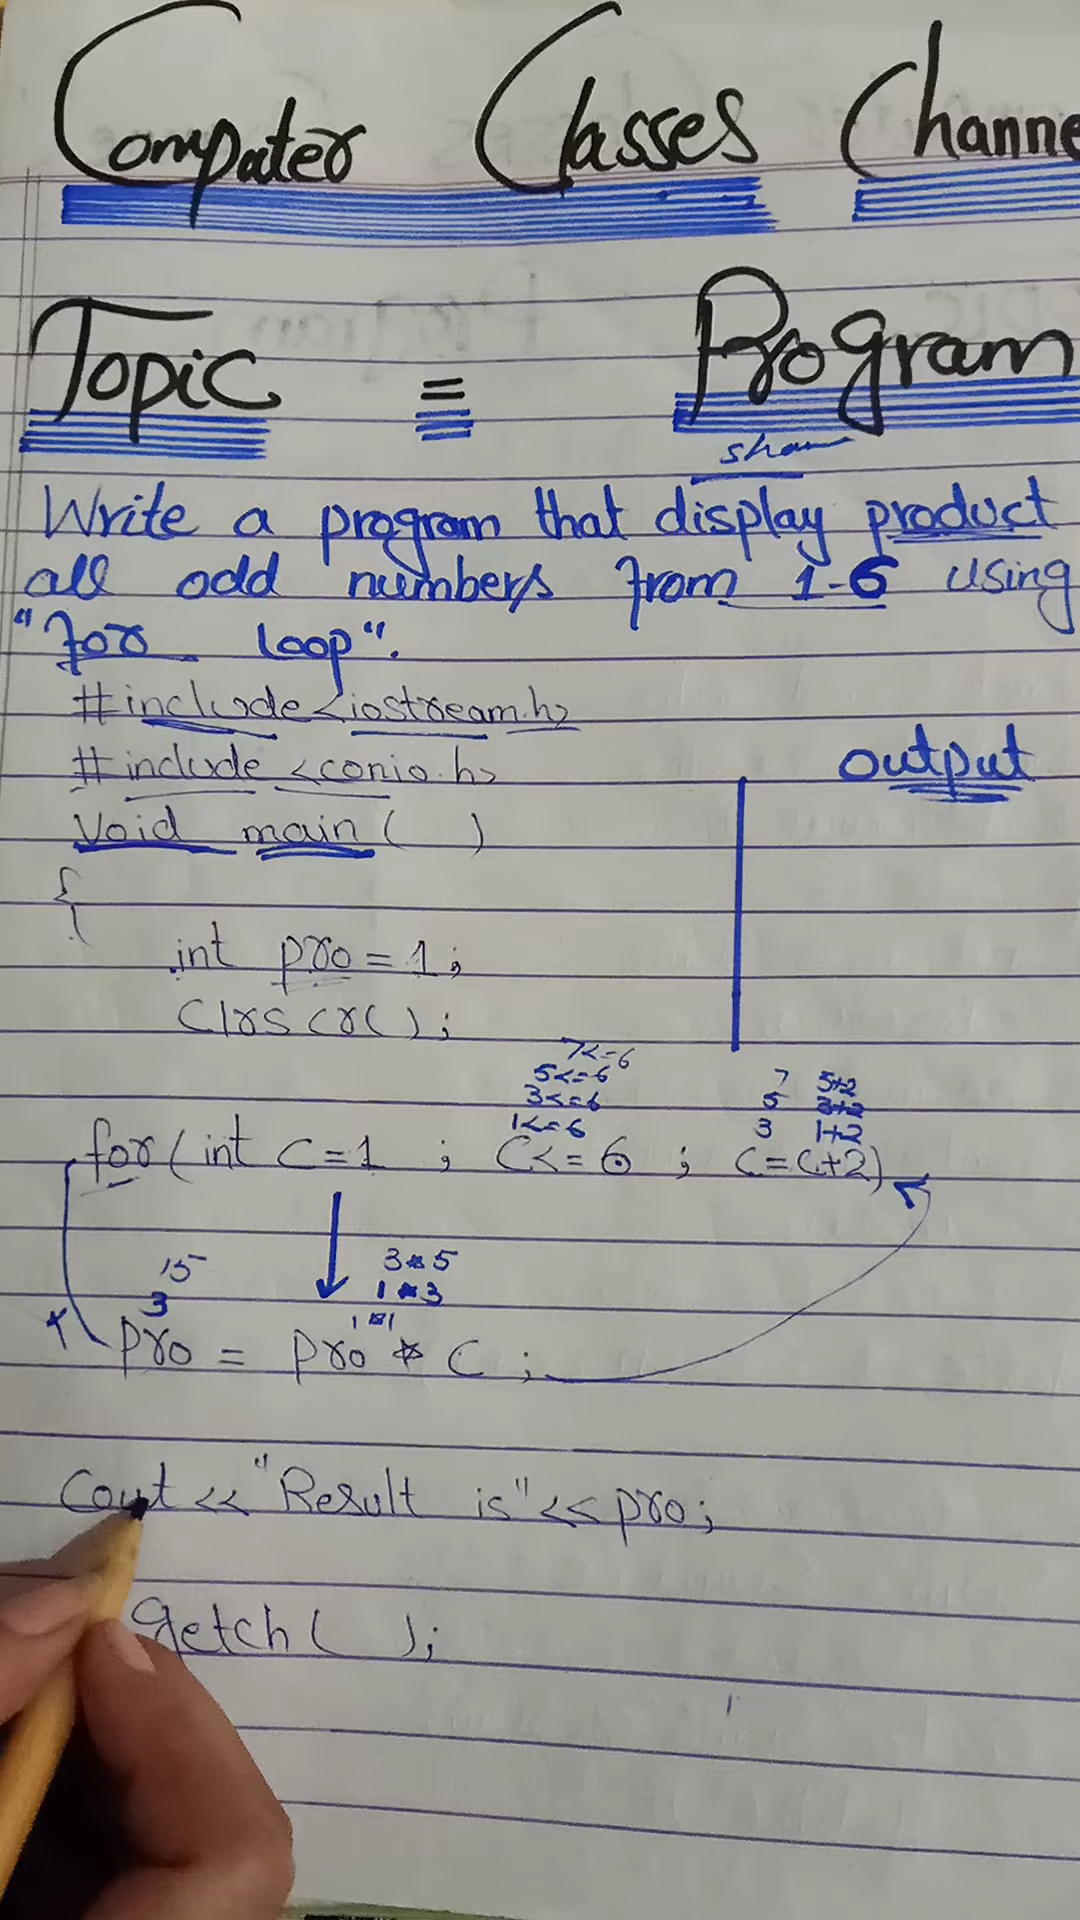 Computer Classes Channe
Topic = Program
show
Write a program that display product
all odd numbers from 1-6 using
"for loop".
#include<iostream.h>
#include <conio.h>
output
Void main( )
{
int pro=1;
Clrscr();
7<=6
5<=6 7 5+2
3<=6 5 3+2
1<=6 3 1+2
for(int C=1 ; C<=6 ; C=C+2)
15 3*5
3 1*3
1*1
pro = pro * C ;
Cout<< "Result is"<<pro;
getch( );